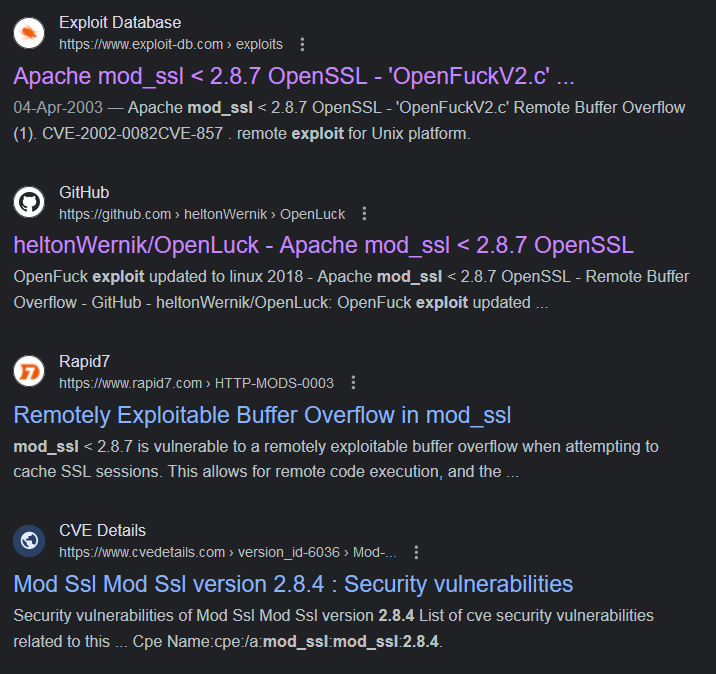 Exploit Database
https://www.exploit-db.com › exploits
Apache mod_ssl < 2.8.7 OpenSSL - 'OpenFuckV2.c' ...
04-Apr-2003 — Apache mod_ssl < 2.8.7 OpenSSL - 'OpenFuckV2.c' Remote Buffer Overflow
(1). CVE-2002-0082CVE-857 . remote exploit for Unix platform.
GitHub
https://github.com › heltonWernik › OpenLuck
heltonWernik/OpenLuck - Apache mod_ssl < 2.8.7 OpenSSL
OpenFuck exploit updated to linux 2018 - Apache mod_ssl < 2.8.7 OpenSSL - Remote Buffer
Overflow - GitHub - heltonWernik/OpenLuck: OpenFuck exploit updated ...
Rapid7
https://www.rapid7.com › HTTP-MODS-0003
Remotely Exploitable Buffer Overflow in mod_ssl
mod_ssl < 2.8.7 is vulnerable to a remotely exploitable buffer overflow when attempting to
cache SSL sessions. This allows for remote code execution, and the ...
CVE Details
https://www.cvedetails.com › version_id-6036 › Mod-...
Mod Ssl Mod Ssl version 2.8.4 : Security vulnerabilities
Security vulnerabilities of Mod Ssl Mod Ssl version 2.8.4 List of cve security vulnerabilities
related to this ... Cpe Name:cpe:/a:mod_ssl:mod_ssl:2.8.4.